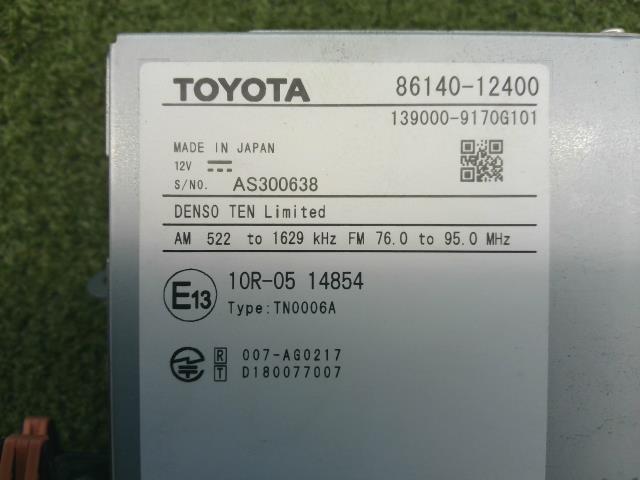 TOYOTA 86140-12400
139000-9170G101
MADE IN JAPAN
12V
S/NO. AS300638
DENSO TEN Limited
AM 522 to 1629 kHz FM 76.0 to 95.0 MHz
E13 10R-05 14854
Type:TN0006A
R 007-AG0217
T D180077007